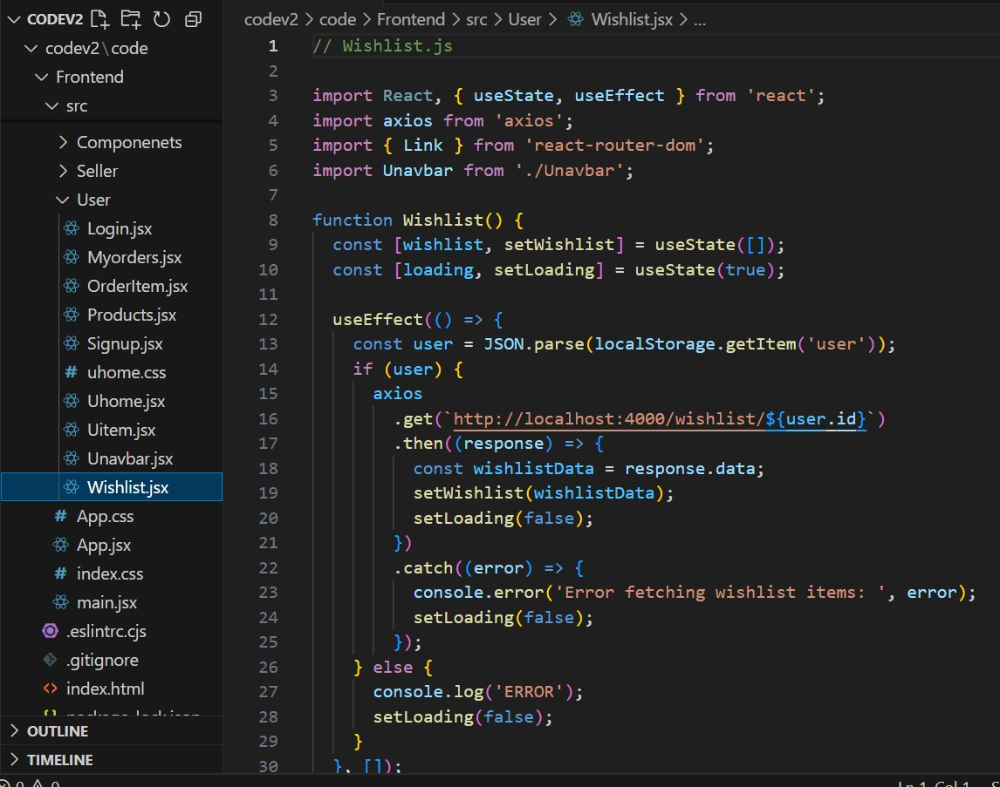 CODEV2
codev2\code
Frontend
src
Componenets
Seller
User
Login.jsx
Myorders.jsx
OrderItem.jsx
Products.jsx
Signup.jsx
# uhome.css
Uhome.jsx
Uitem.jsx
Unavbar.jsx
Wishlist.jsx
# App.css
App.jsx
# index.css
main.jsx
.eslintrc.cjs
.gitignore
<> index.html
{} package-lock.json
OUTLINE
TIMELINE
codev2 > code > Frontend > src > User > Wishlist.jsx > ...
1 // Wishlist.js
2
3 import React, { useState, useEffect } from 'react';
4 import axios from 'axios';
5 import { Link } from 'react-router-dom';
6 import Unavbar from './Unavbar';
7
8 function Wishlist() {
9 const [wishlist, setWishlist] = useState([]);
10 const [loading, setLoading] = useState(true);
11
12 useEffect(() => {
13 const user = JSON.parse(localStorage.getItem('user'));
14 if (user) {
15 axios
16 .get(`http://localhost:4000/wishlist/${user.id}`)
17 .then((response) => {
18 const wishlistData = response.data;
19 setWishlist(wishlistData);
20 setLoading(false);
21 })
22 .catch((error) => {
23 console.error('Error fetching wishlist items: ', error);
24 setLoading(false);
25 });
26 } else {
27 console.log('ERROR');
28 setLoading(false);
29 }
30 }, []);
0 0
Ln 1, Col 1